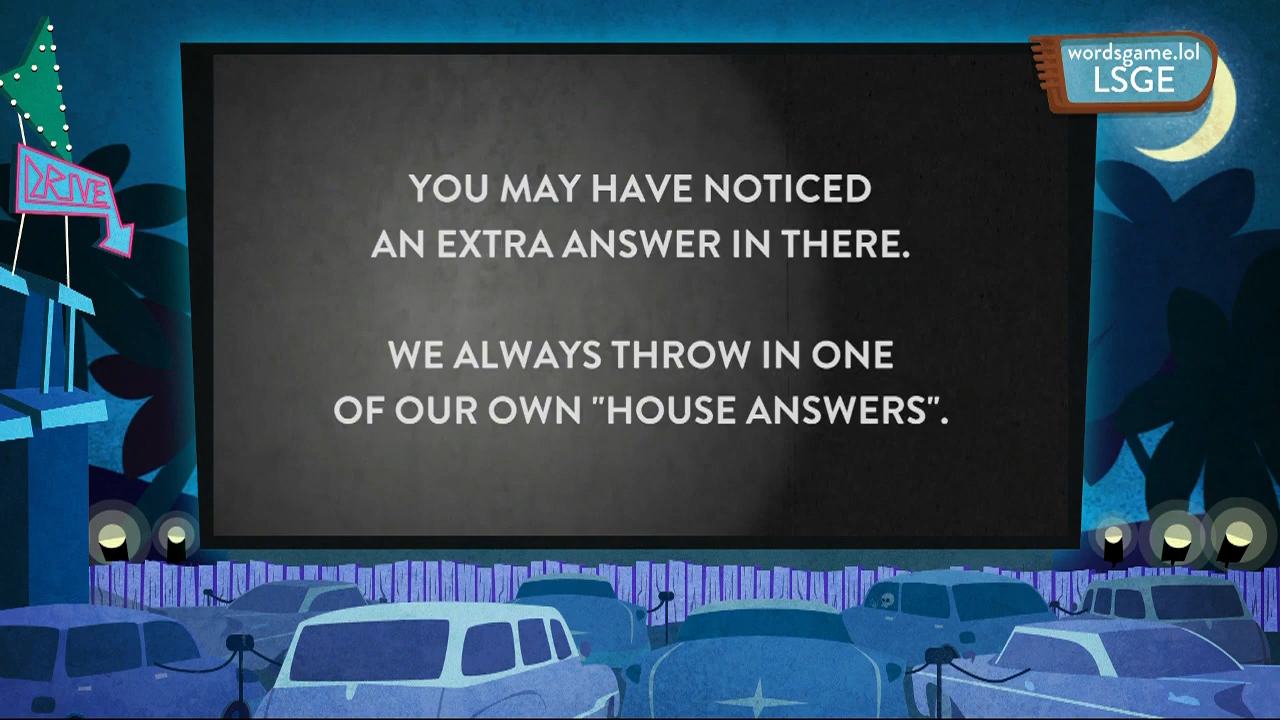 wordsgame.lol
LSGE
DRIVE
YOU MAY HAVE NOTICED
AN EXTRA ANSWER IN THERE.
WE ALWAYS THROW IN ONE
OF OUR OWN "HOUSE ANSWERS".